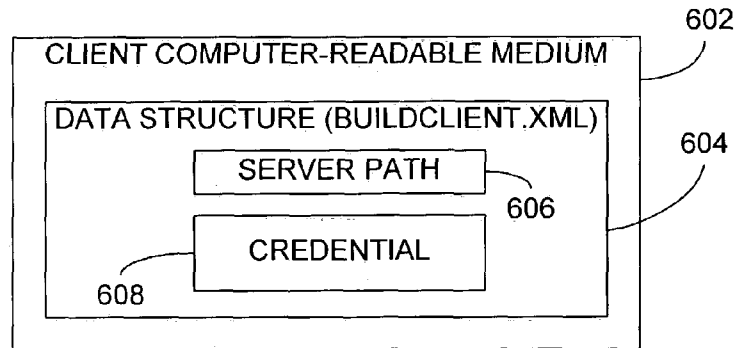 602
CLIENT COMPUTER-READABLE MEDIUM
DATA STRUCTURE (BUILDCLIENT.XML)
604
SERVER PATH
606
CREDENTIAL
608